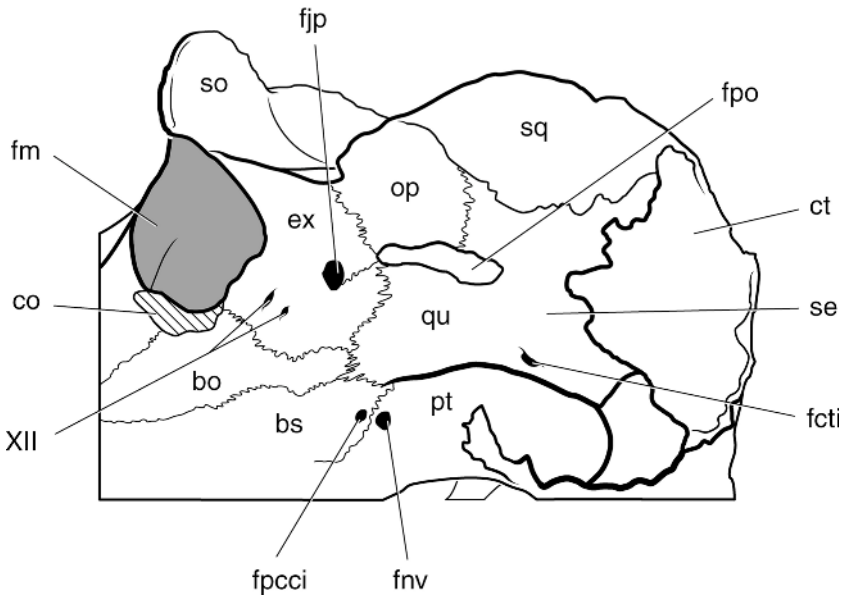 fjp
so
fpo
sq
fm
op
ct
ex
co
qu
se
bo
pt
bs
fcti
XII
fpcci
fnv